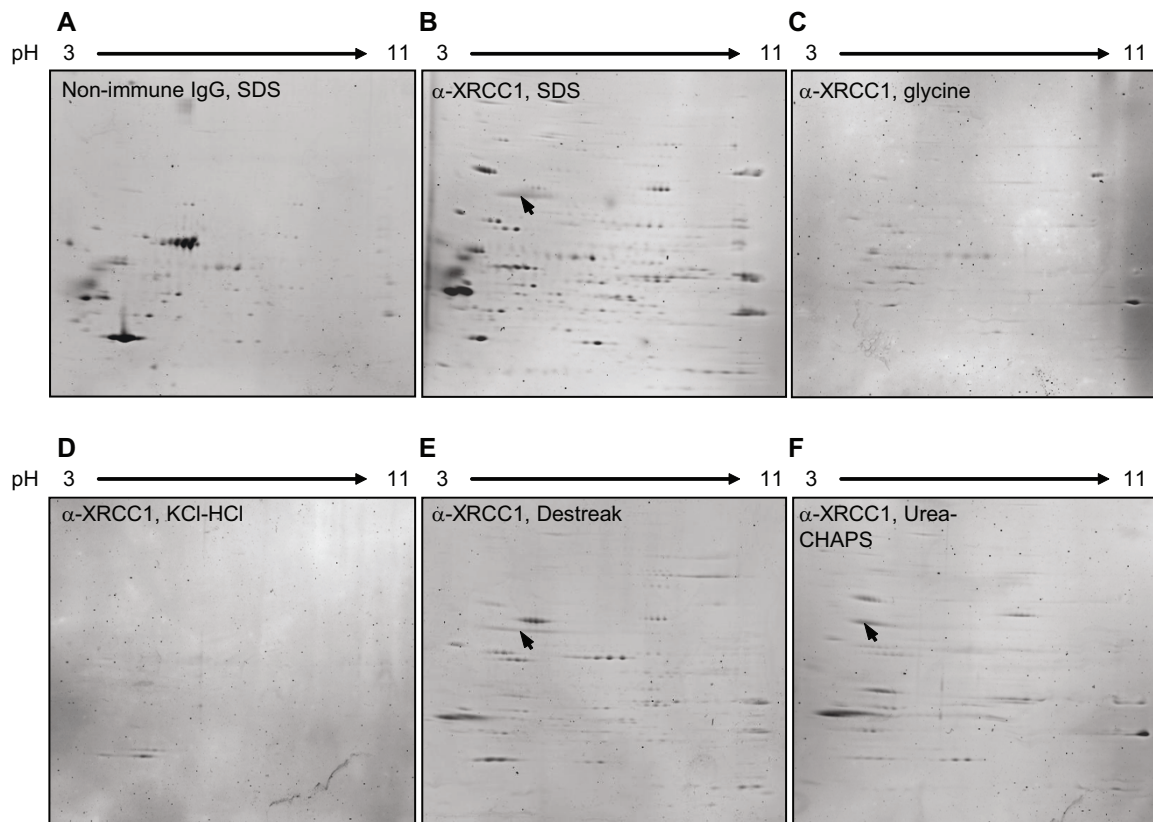 A B C
pH 3 11 3 11 3 11
Non-immune IgG, SDS
α-XRCC1, SDS
α-XRCC1, glycine
D E F
pH 3 11 3 11 3 11
α-XRCC1, KCl-HCl
α-XRCC1, Destreak
α-XRCC1, Urea-
CHAPS